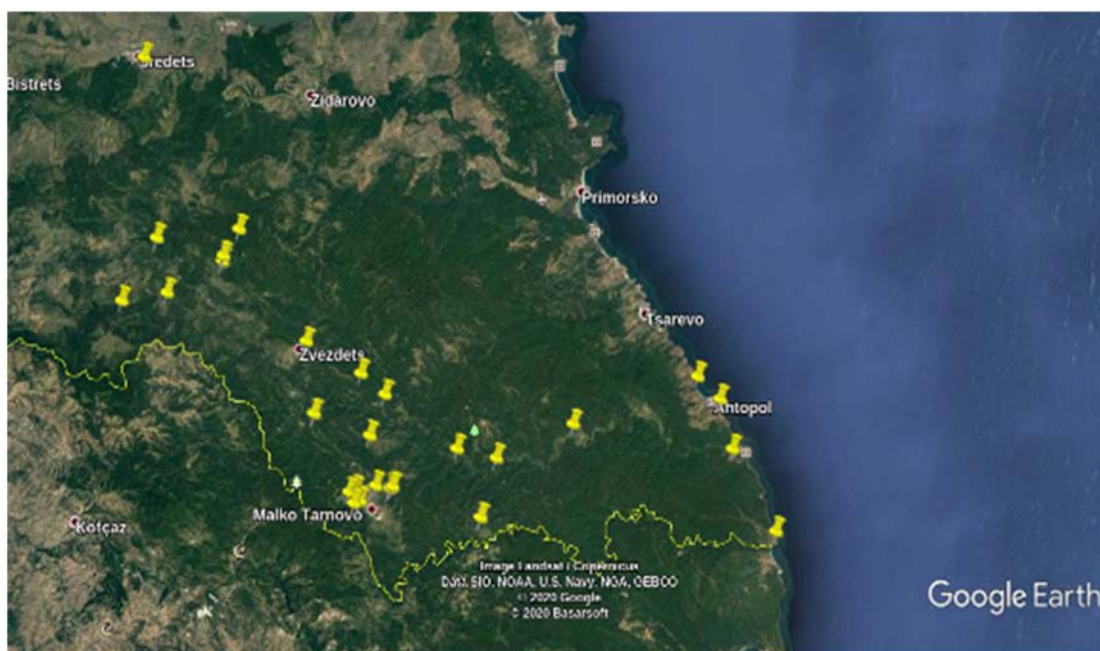 Sredets
Bistrets
Zidarovo
Primorsko
Tsarevo
Zvezdets
Ahtopol
Malko Tarnovo
Kofçaz
Image Landsat / Copernicus
Data SIO, NOAA, U.S. Navy, NGA, GEBCO
© 2020 Google
© 2020 Basarsoft
Google Earth